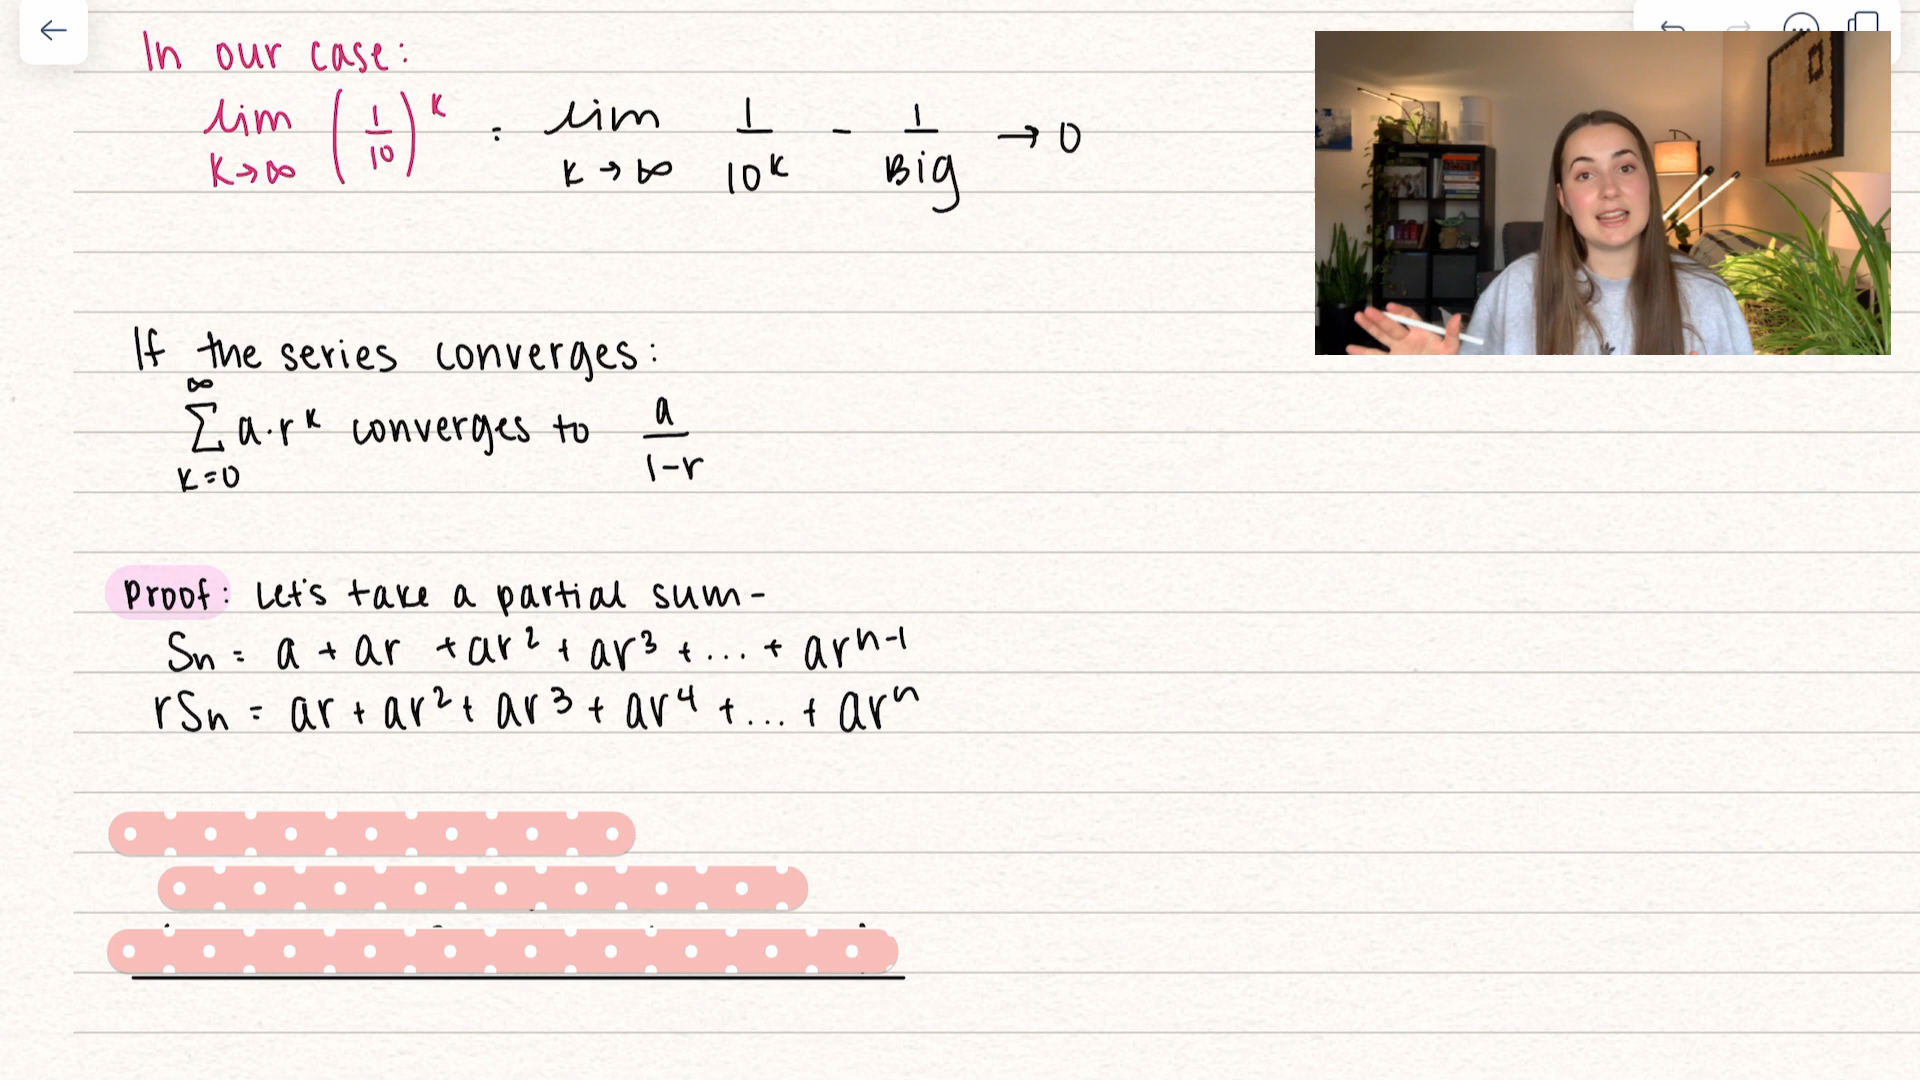 In our case:
lim K→∞ (1/10)^K = lim K→∞ 1/10^K - 1/Big → 0
If the series converges:
∞ Σ K=0 a·r^K converges to a/1-r
Proof: Let's take a partial sum-
Sn = a + ar + ar² + ar³ + ... + ar^n-1
rSn = ar + ar² + ar³ + ar⁴ + ... + ar^n